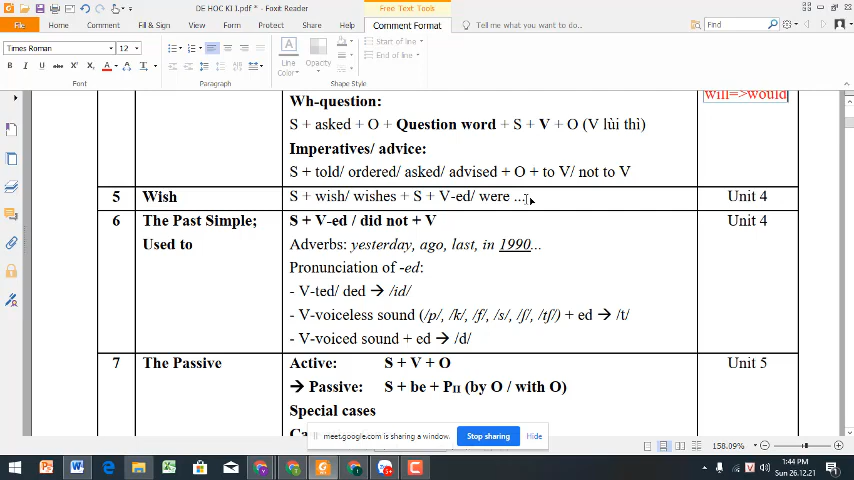 DE HOC KI I.pdf * - Foxit Reader
Free Text Tools
File
Home
Comment
Fill & Sign
View
Protect
Share
Help
Comment Format
Tell me what you want to do...
Find
Times Roman
12
Font
Paragraph
Line Color
Opacity
Start of line
End of line
Shape Style
will=>would
Wh-question:
S + asked + O + Question word + S + V + O (V lùi thì)
Imperatives/ advice:
S + told/ ordered/ asked/ advised + O + to V/ not to V
5 Wish S + wish/ wishes + S + V-ed/ were ... Unit 4
6 The Past Simple; S + V-ed / did not + V Unit 4
Used to Adverbs: yesterday, ago, last, in 1990...
Pronunciation of -ed:
- V-ted/ ded → /id/
- V-voiceless sound (/p/, /k/, /f/, /s/, /ʃ/, /tʃ/) + ed → /t/
- V-voiced sound + ed → /d/
7 The Passive Active: S + V + O Unit 5
→ Passive: S + be + PII (by O / with O)
Special cases
meet.google.com is sharing a window.
Stop sharing
Hide
158.09%
1:44 PM
Sun 26.12.21